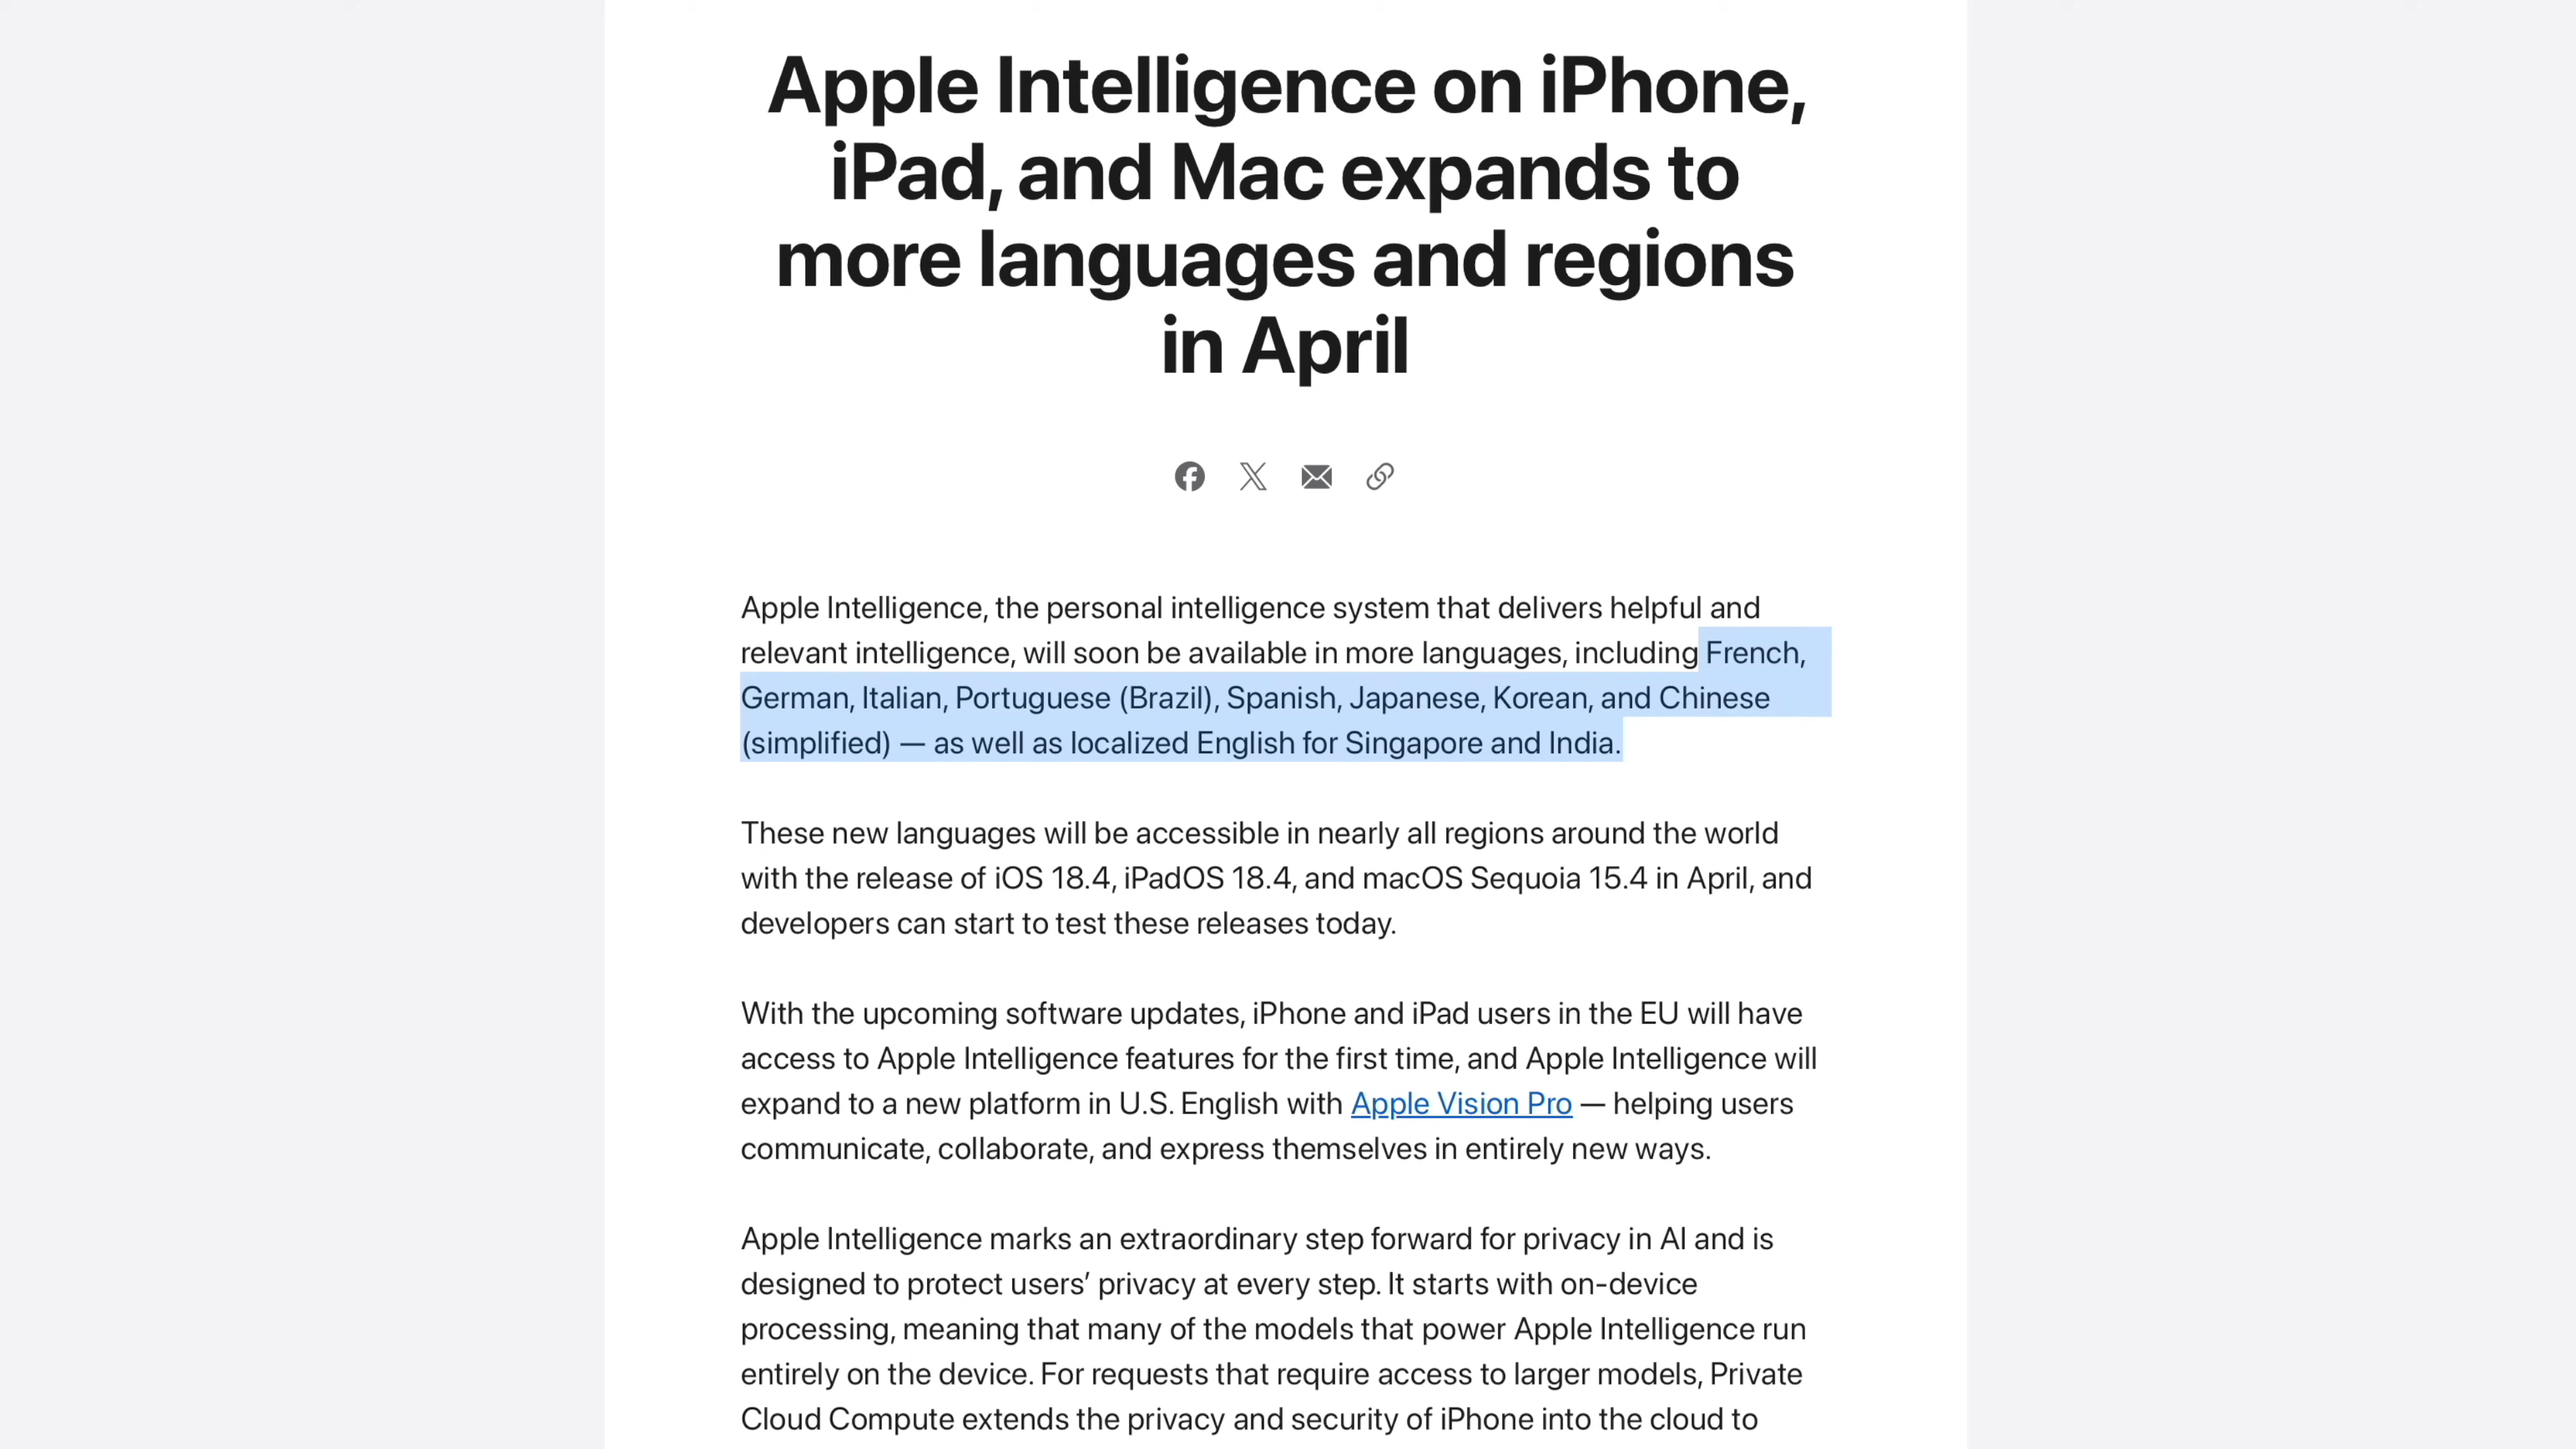 Apple Intelligence on iPhone,
iPad, and Mac expands to
more languages and regions
in April
Apple Intelligence, the personal intelligence system that delivers helpful and
relevant intelligence, will soon be available in more languages, including French,
German, Italian, Portuguese (Brazil), Spanish, Japanese, Korean, and Chinese
(simplified) — as well as localized English for Singapore and India.
These new languages will be accessible in nearly all regions around the world
with the release of iOS 18.4, iPadOS 18.4, and macOS Sequoia 15.4 in April, and
developers can start to test these releases today.
With the upcoming software updates, iPhone and iPad users in the EU will have
access to Apple Intelligence features for the first time, and Apple Intelligence will
expand to a new platform in U.S. English with Apple Vision Pro — helping users
communicate, collaborate, and express themselves in entirely new ways.
Apple Intelligence marks an extraordinary step forward for privacy in AI and is
designed to protect users’ privacy at every step. It starts with on-device
processing, meaning that many of the models that power Apple Intelligence run
entirely on the device. For requests that require access to larger models, Private
Cloud Compute extends the privacy and security of iPhone into the cloud to